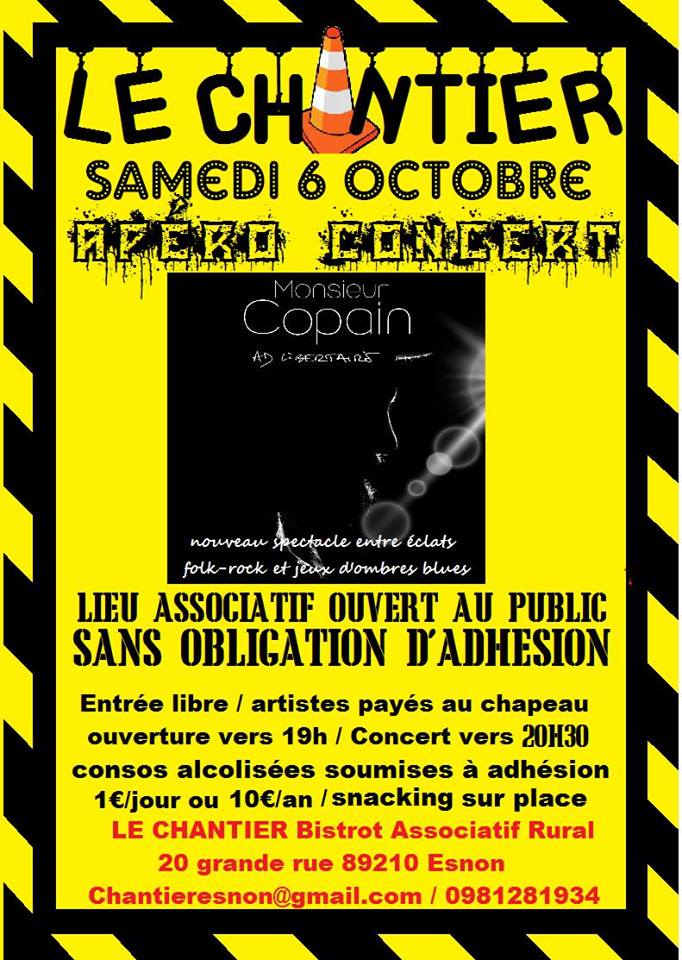 LE CHANTIER
SAMEDI 6 OCTOBRE
APÉRO CONCERT
Monsieur
Copain
AD LIBERTAIRE
nouveau spectacle entre éclats
folk-rock et jeux d'ombres blues
LIEU ASSOCIATIF OUVERT AU PUBLIC
SANS OBLIGATION D'ADHESION
Entrée libre / artistes payés au chapeau
ouverture vers 19h / Concert vers 20H30
consos alcolisées soumises à adhésion
1€/jour ou 10€/an / snacking sur place
LE CHANTIER Bistrot Associatif Rural
20 grande rue 89210 Esnon
Chantieresnon@gmail.com / 0981281934